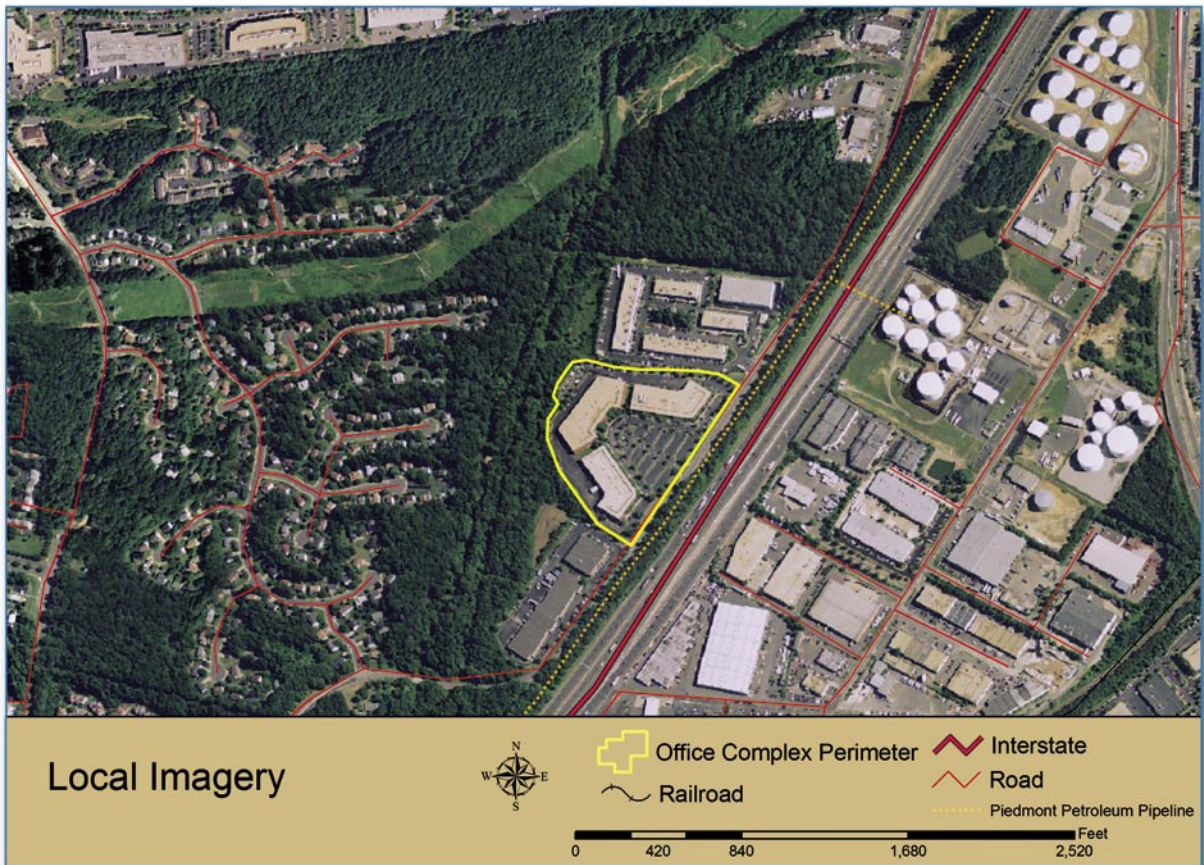 Local Imagery
N
W E
S
Office Complex Perimeter
Railroad
Interstate
Road
Piedmont Petroleum Pipeline
Feet
0 420 840 1,680 2,520